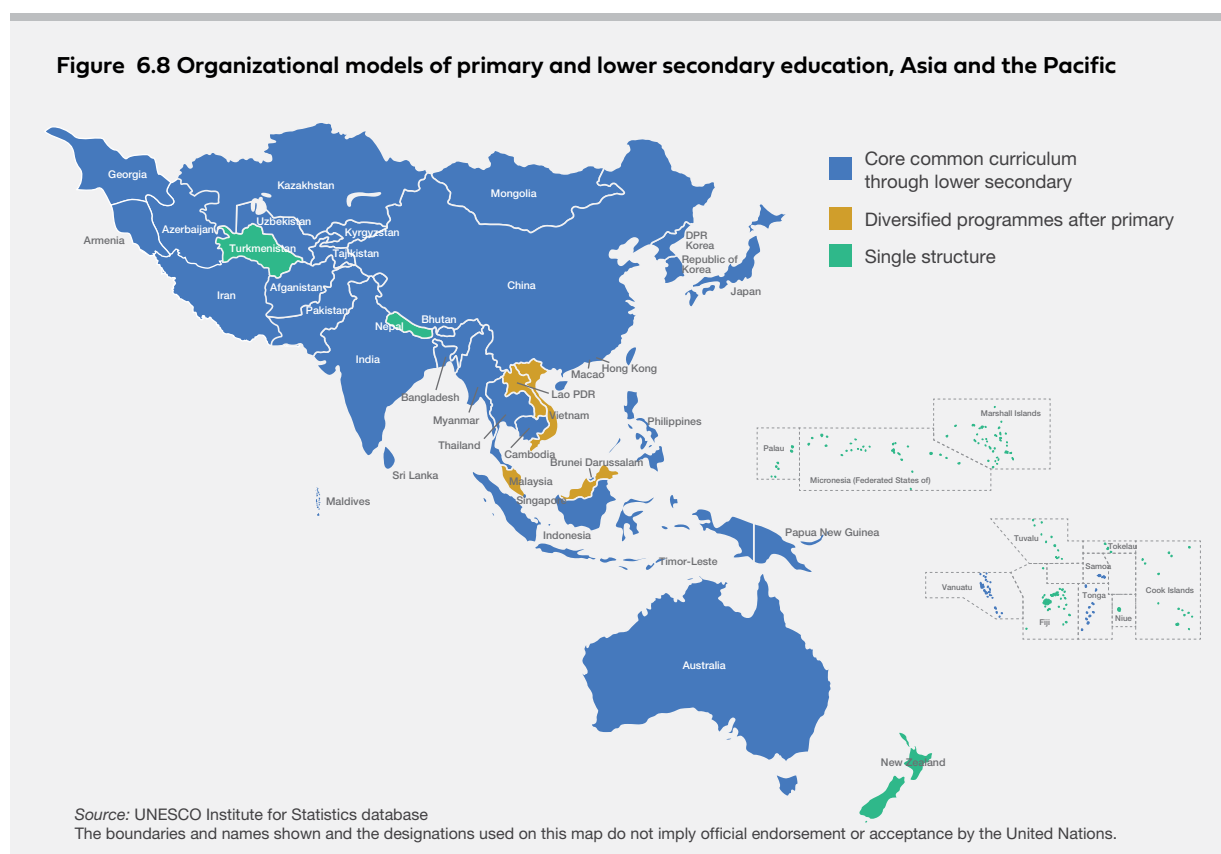 Figure 6.8 Organizational models of primary and lower secondary education, Asia and the Pacific
Core common curriculum
through lower secondary
Diversified programmes after primary
Single structure
Georgia
Kazakhstan
Mongolia
Armenia
Azerbaijan
Uzbekistan
Kyrgyzstan
Turkmenistan
Tajikistan
DPR
Korea
Republic of
Korea
Japan
Iran
Afganistan
Pakistan
China
Nepal
Bhutan
India
Macao
Hong Kong
Bangladesh
Lao PDR
Myanmar
Vietnam
Thailand
Philippines
Cambodia
Brunei Darussalam
Sri Lanka
Malaysia
Maldives
Singapore
Indonesia
Papua New Guinea
Timor-Leste
Marshall Islands
Palau
Micronesia (Federated States of)
Tuvalu
Tokelau
Samoa
Vanuatu
Tonga
Cook Islands
Fiji
Niue
Australia
New Zealand
Source: UNESCO Institute for Statistics database
The boundaries and names shown and the designations used on this map do not imply official endorsement or acceptance by the United Nations.